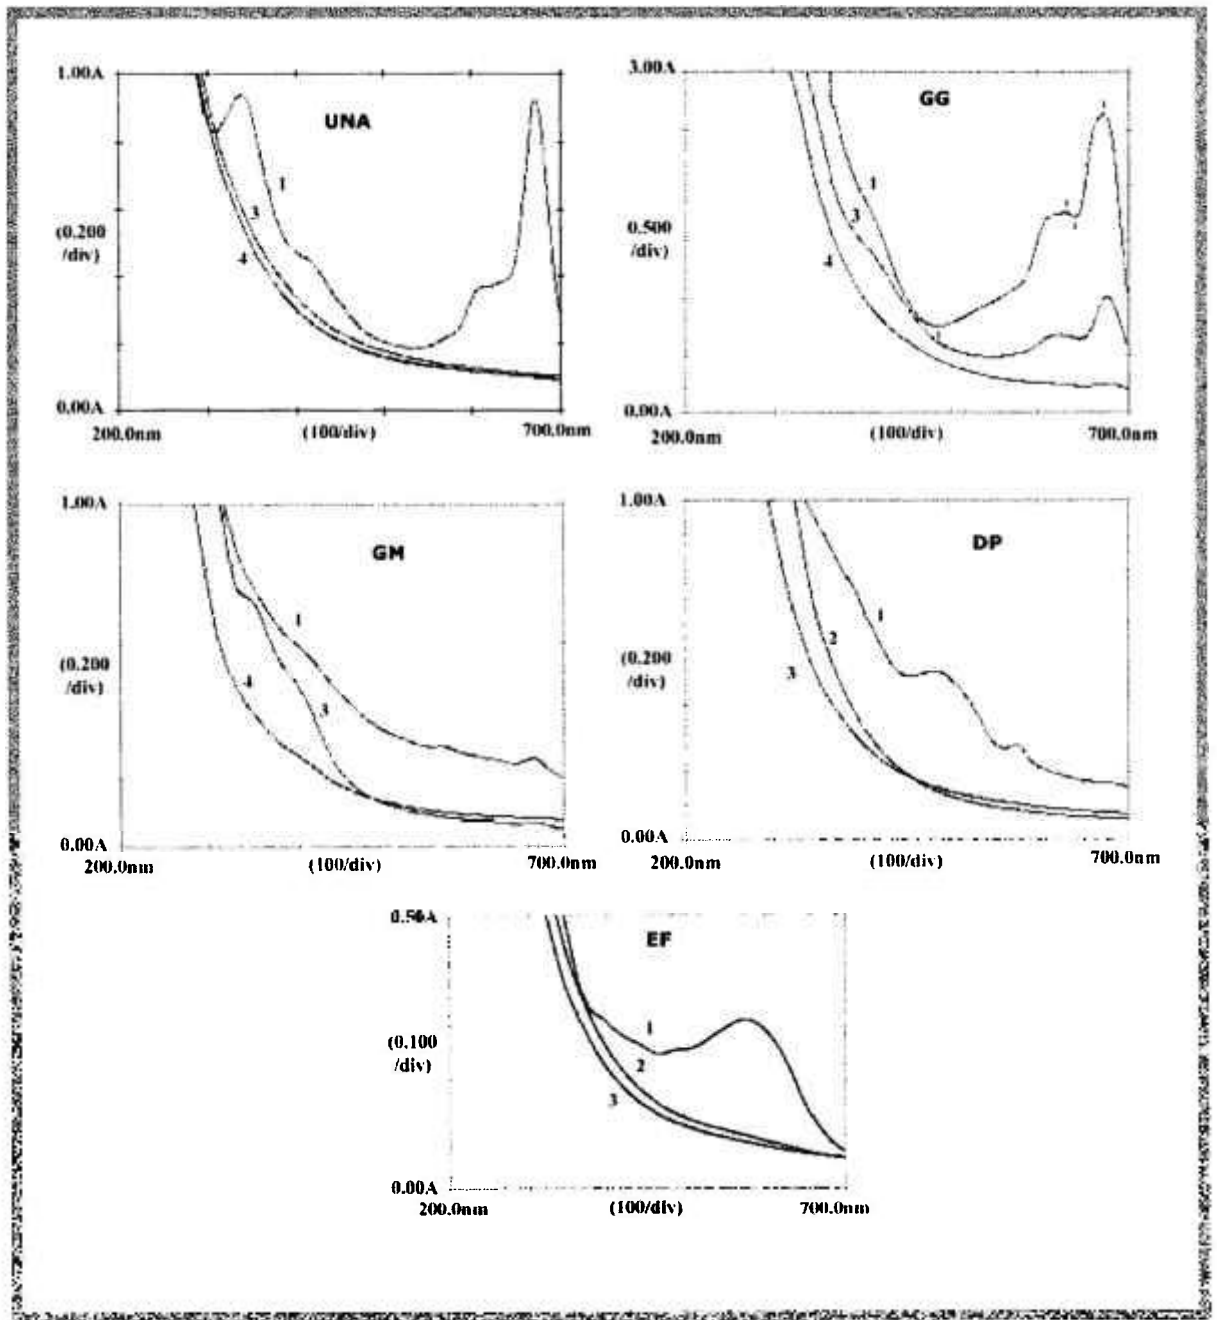 1.00A
UNA
1
3
(0.200
/div)
4
0.00A
200.0nm
(100/div)
700.0nm
3.00A
GG
1
3
0.500
/div)
4
0.00A
200.0nm
(100/div)
700.0nm
1.00A
GM
1
(0.200
/div)
4
3
0.00A
200.0nm
(100/div)
700.0nm
1.00A
DP
1
2
(0.200
/div)
3
0.00A
200.0nm
(100/div)
700.0nm
0.50A
EF
1
(0.100
/div)
2
3
0.00A
200.0nm
(100/div)
700.0nm